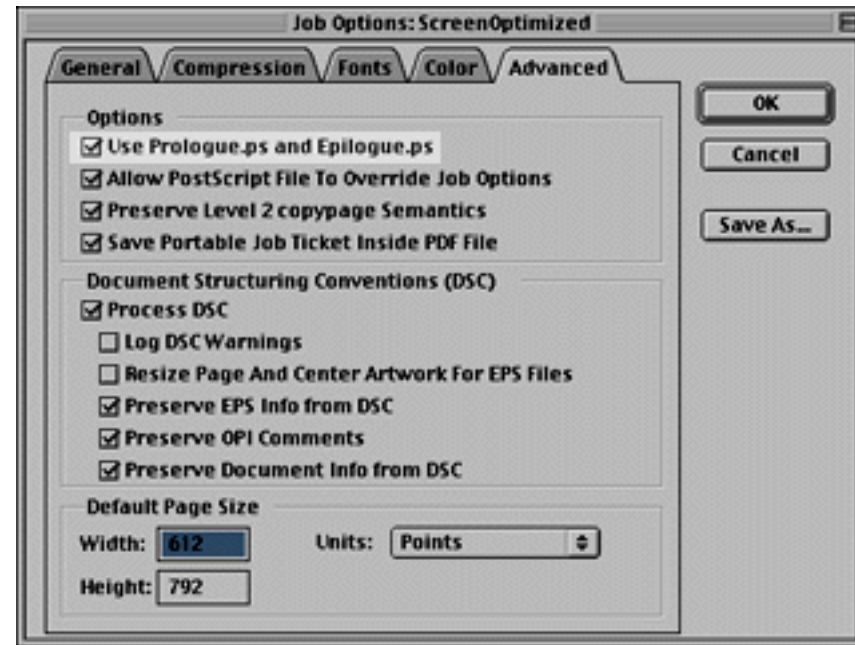 Job Options: ScreenOptimized
General Compression Fonts Color Advanced
Options
Use Prologue.ps and Epilogue.ps
Allow PostScript File To Override Job Options
Preserve Level 2 copypage Semantics
Save Portable Job Ticket Inside PDF File
Document Structuring Conventions (DSC)
Process DSC
Log DSC Warnings
Resize Page And Center Artwork For EPS Files
Preserve EPS Info from DSC
Preserve OPI Comments
Preserve Document Info from DSC
Default Page Size
Width: 612 Units: Points
Height: 792
OK
Cancel
Save As...